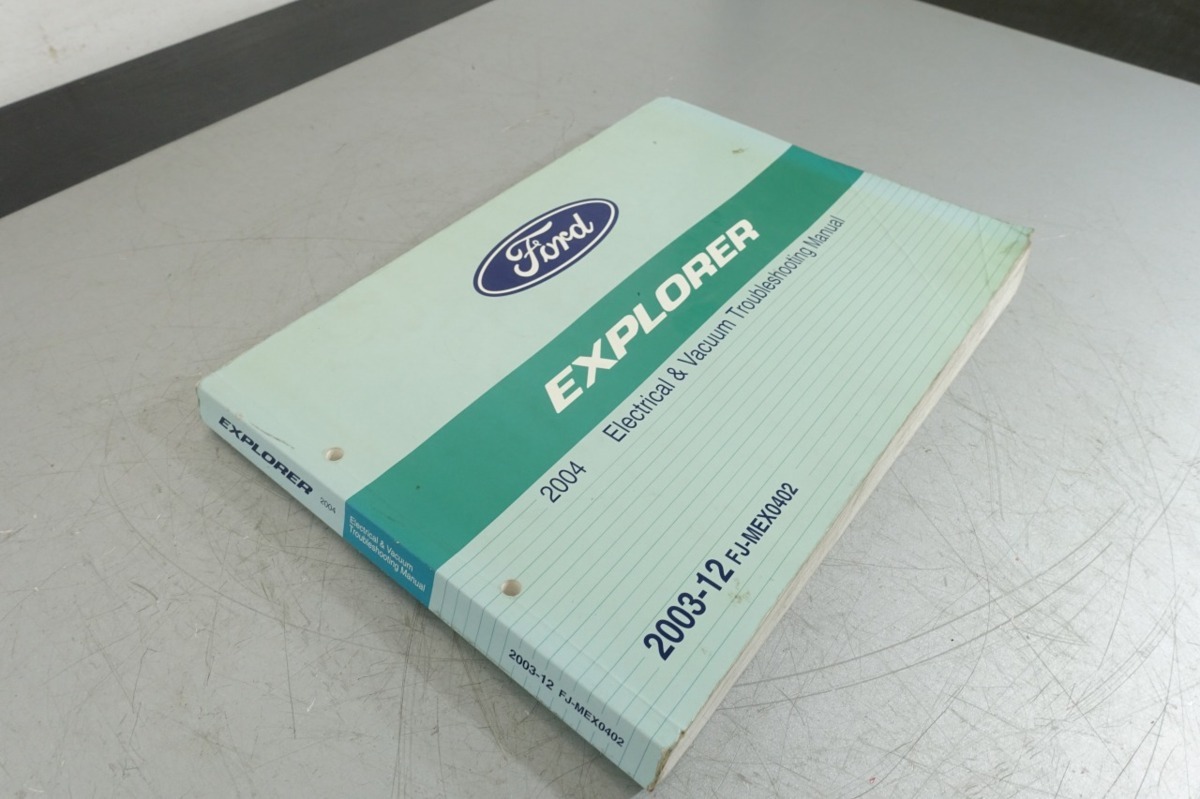 Ford
EXPLORER
2004 Electrical & Vacuum Troubleshooting Manual
2003-12 FJ-MEX0402
EXPLORER 2004
Electrical & Vacuum
Troubleshooting Manual
2003-12 FJ-MEX0402